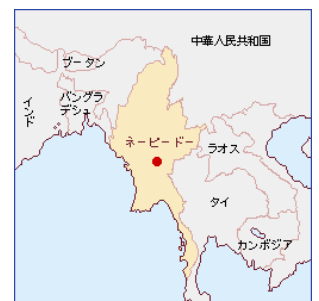 中華人民共和国
ブータン
バングラ
デシュ
インド
ネーピードー
ラオス
タイ
カンボジア